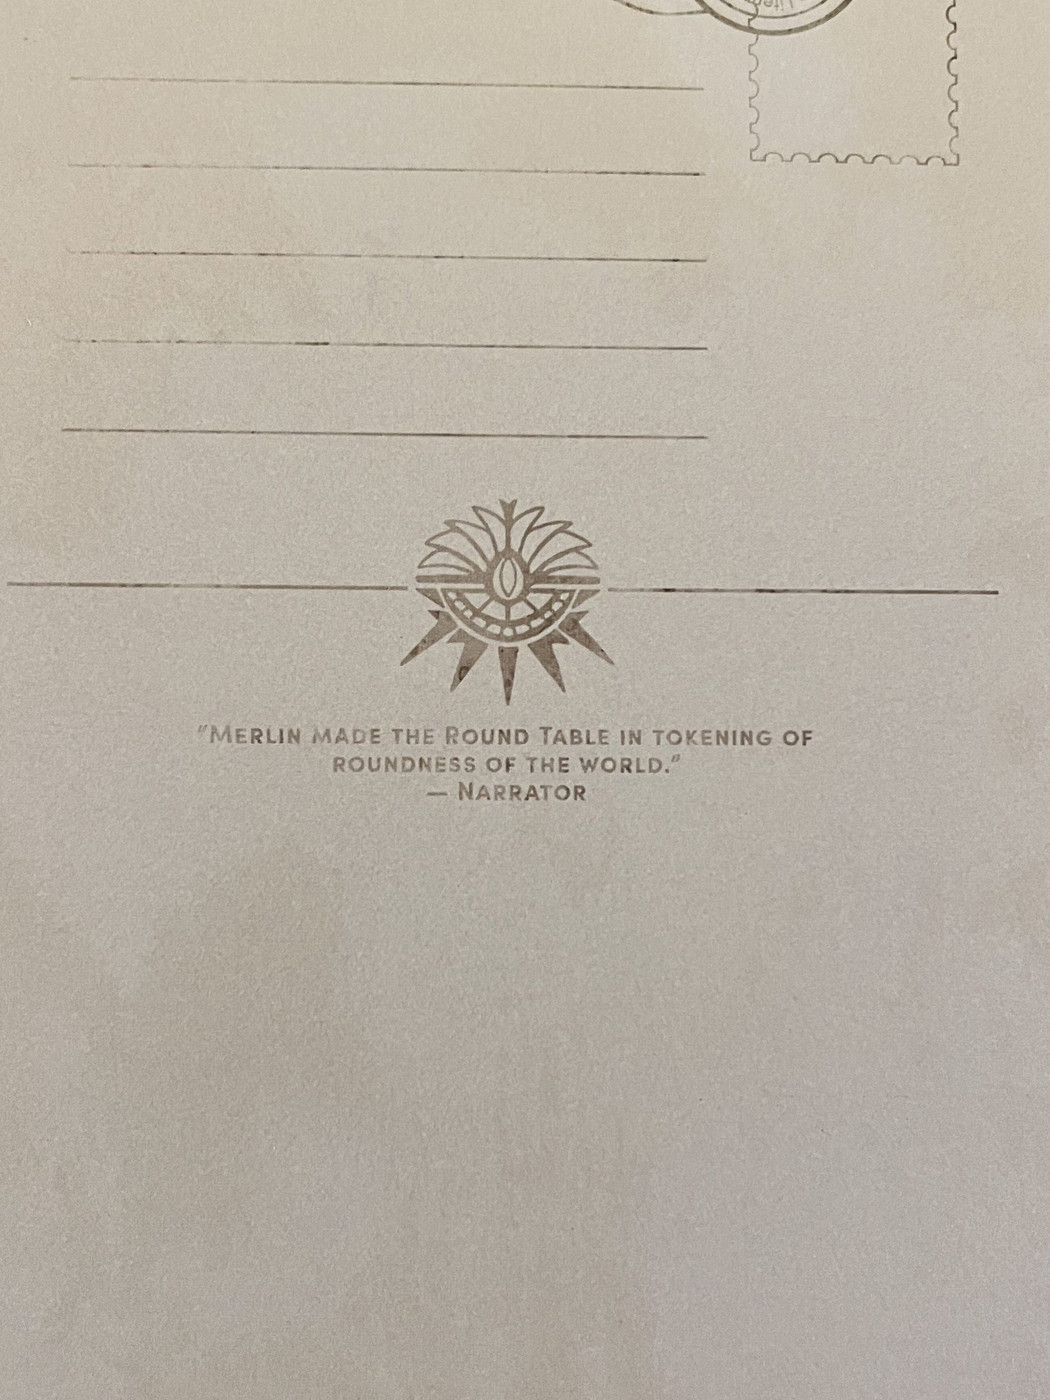 "Merlin made the Round Table in tokening of
roundness of the world."
— Narrator